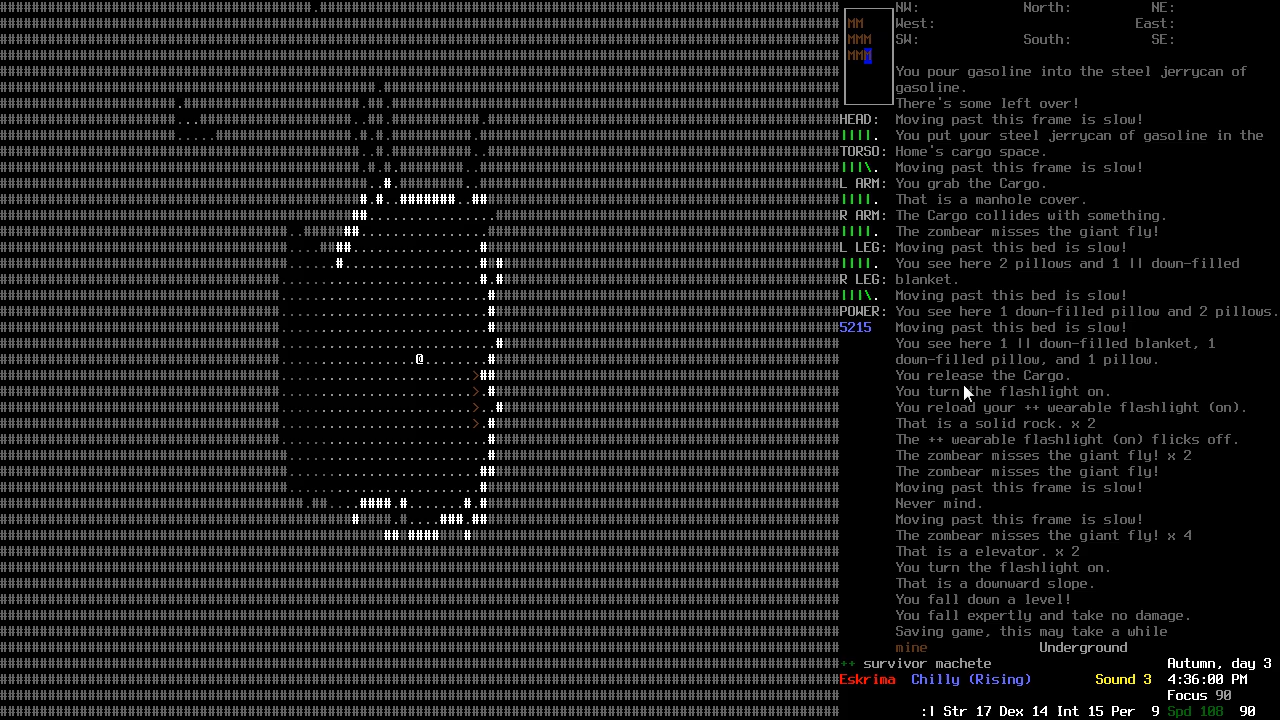 NW: North: NE:
West: East:
SW: South: SE:
MM
MMM
MMM
You pour gasoline into the steel jerrycan of
gasoline.
There's some left over!
HEAD: Moving past this frame is slow!
||||. You put your steel jerrycan of gasoline in the
TORSO: Home's cargo space.
|||\. Moving past this frame is slow!
L ARM: You grab the Cargo.
||||. That is a manhole cover.
R ARM: The Cargo collides with something.
||||. The zombear misses the giant fly!
L LEG: Moving past this bed is slow!
||||. You see here 2 pillows and 1 || down-filled
R LEG: blanket.
|||\. Moving past this bed is slow!
POWER: You see here 1 down-filled pillow and 2 pillows.
5215 Moving past this bed is slow!
You see here 1 || down-filled blanket, 1
down-filled pillow, and 1 pillow.
You release the Cargo.
You turn the flashlight on.
You reload your ++ wearable flashlight (on).
That is a solid rock. x 2
The ++ wearable flashlight (on) flicks off.
The zombear misses the giant fly! x 2
The zombear misses the giant fly!
Moving past this frame is slow!
Never mind.
Moving past this frame is slow!
The zombear misses the giant fly! x 4
That is a elevator. x 2
You turn the flashlight on.
That is a downward slope.
You fall down a level!
You fall expertly and take no damage.
Saving game, this may take a while
mine Underground
++ survivor machete Autumn, day 3
Eskrima Chilly (Rising) Sound 3 4:36:00 PM
Focus 90
:| Str 17 Dex 14 Int 15 Per 9 Spd 108 90